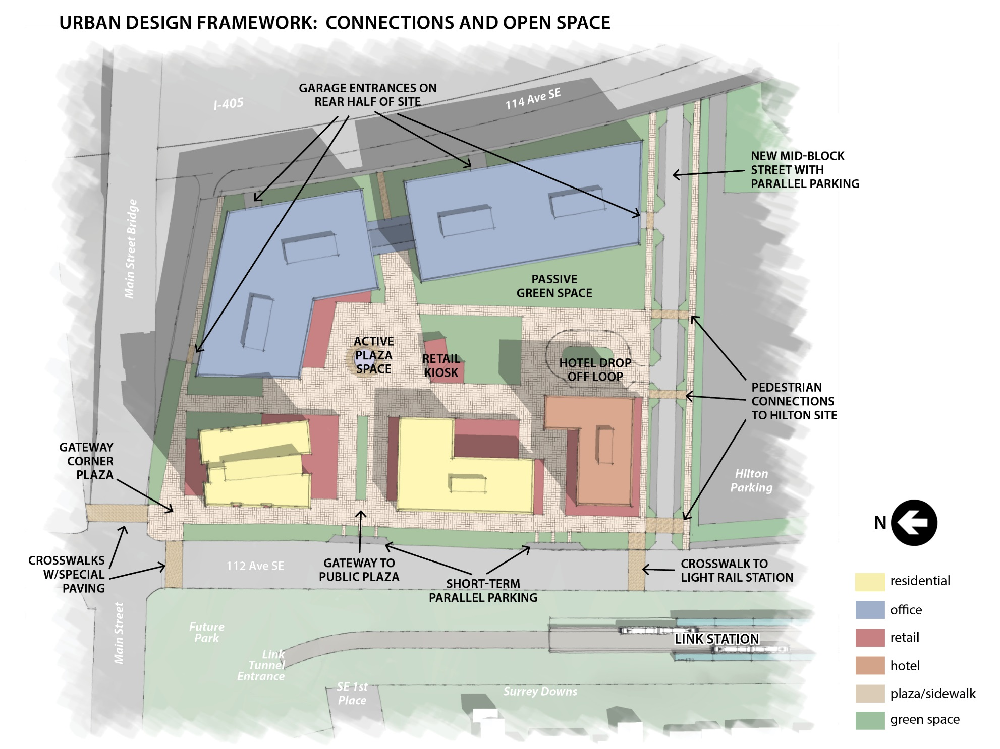 URBAN DESIGN FRAMEWORK: CONNECTIONS AND OPEN SPACE
GARAGE ENTRANCES ON
REAR HALF OF SITE
I-405
114 Ave SE
NEW MID-BLOCK
STREET WITH
PARALLEL PARKING
Main Street Bridge
PASSIVE
GREEN SPACE
ACTIVE
PLAZA
SPACE
RETAIL
KIOSK
HOTEL DROP
OFF LOOP
PEDESTRIAN
CONNECTIONS
TO HILTON SITE
GATEWAY
CORNER
PLAZA
Hilton
Parking
N
CROSSWALKS
W/SPECIAL
PAVING
112 Ave SE
GATEWAY TO
PUBLIC PLAZA
SHORT-TERM
PARALLEL PARKING
CROSSWALK TO
LIGHT RAIL STATION
Main Street
Future
Park
Link
Tunnel
Entrance
LINK STATION
SE 1st
Place
Surrey Downs
residential
office
retail
hotel
plaza/sidewalk
green space